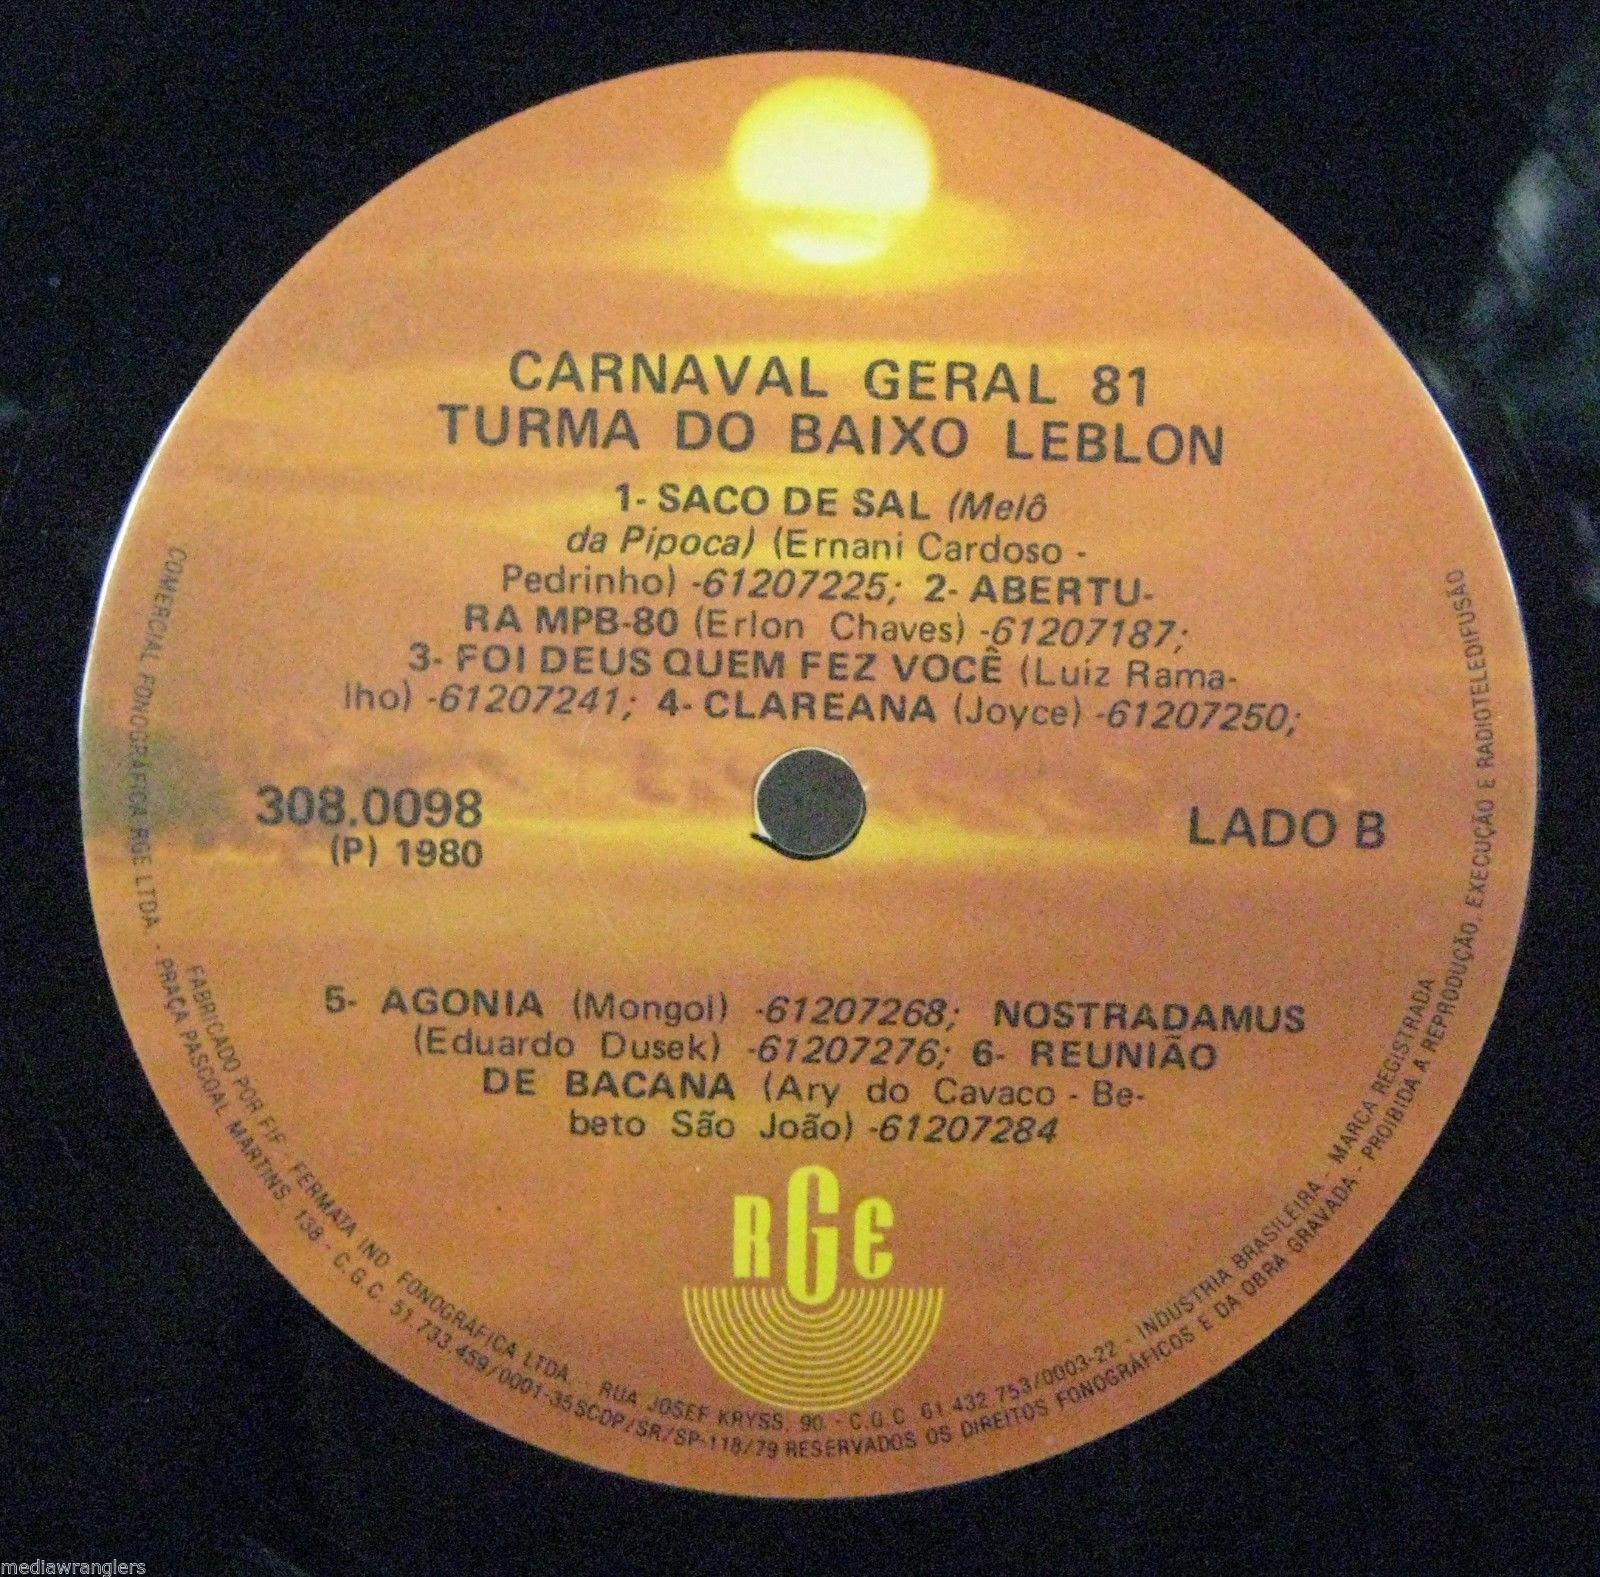 CARNAVAL GERAL 81
TURMA DO BAIXO LEBLON
1- SACO DE SAL (Melô
da Pipoca) (Ernani Cardoso -
Pedrinho) -61207225; 2- ABERTU-
RA MPB-80 (Erlon Chaves) -61207187;
3- FOI DEUS QUEM FEZ VOCÊ (Luiz Rama-
lho) -61207241; 4- CLAREANA (Joyce) -61207250;
308.0098
(P) 1980
LADO B
5- AGONIA (Mongol) -61207268; NOSTRADAMUS
(Eduardo Dusek) -61207276; 6- REUNIÃO
DE BACANA (Ary do Cavaco - Be-
beto São João) -61207284
RGE
COMERCIAL FONOGRÁFICA RGE LTDA. - PRAÇA PASCOAL MARTINS, 138 - C.G.C. 51.733.459/0001-35 SCDP/SR/SP-118/79 RESERVADOS OS DIREITOS FONOGRÁFICOS E DA OBRA GRAVADA - PROIBIDA A REPRODUÇÃO, EXECUÇÃO E RADIOTELEDIFUSÃO
FABRICADO POR FIF - FERMATA IND. FONOGRÁFICA LTDA. - RUA JOSEF KRYSS, 90 - C.G.C. 61.432.753/0003-22 - INDÚSTRIA BRASILEIRA - MARCA REGISTRADA
mediawranglers